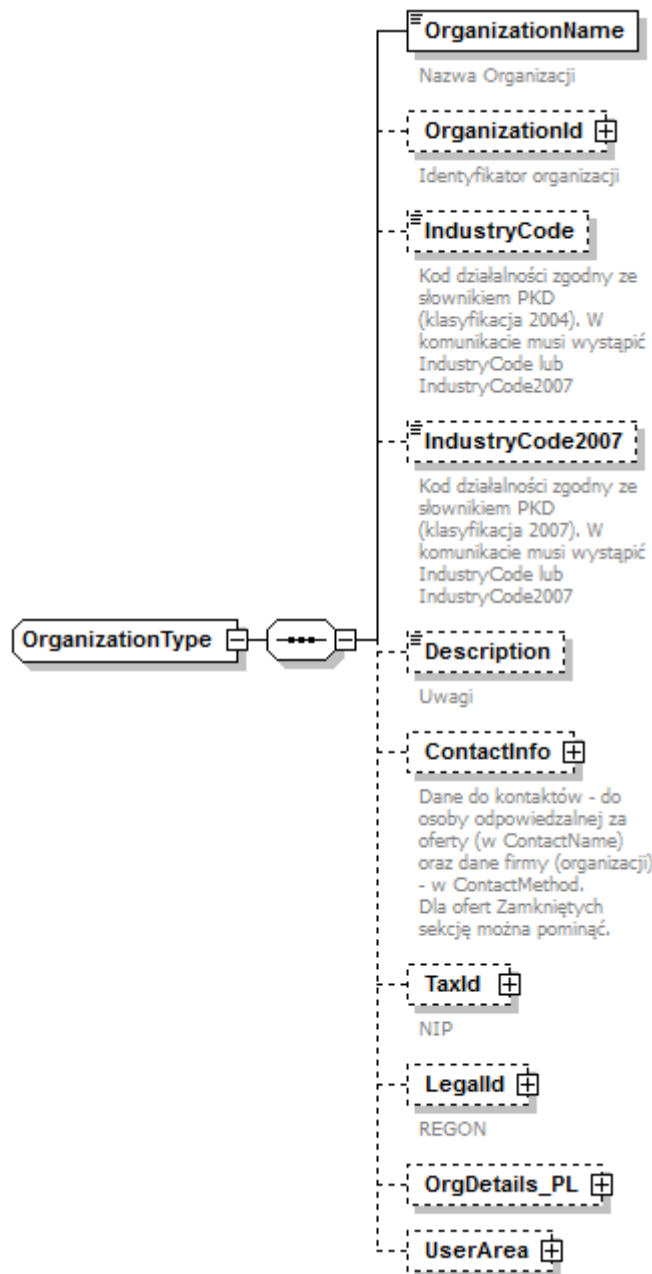 OrganizationName
Nazwa Organizacji
OrganizationId
Identyfikator organizacji
IndustryCode
Kod działalności zgodny ze
słownikiem PKD
(klasyfikacja 2004). W
komunikacie musi wystąpić
IndustryCode lub
IndustryCode2007
IndustryCode2007
Kod działalności zgodny ze
słownikiem PKD
(klasyfikacja 2007). W
komunikacie musi wystąpić
IndustryCode lub
IndustryCode2007
OrganizationType
Description
Uwagi
ContactInfo
Dane do kontaktów - do
osoby odpowiedzalnej za
oferty (w ContactName)
oraz dane firmy (organizacji)
- w ContactMethod.
Dla ofert Zamkniętych
sekcję można pominąć.
TaxId
NIP
LegalId
REGON
OrgDetails_PL
UserArea